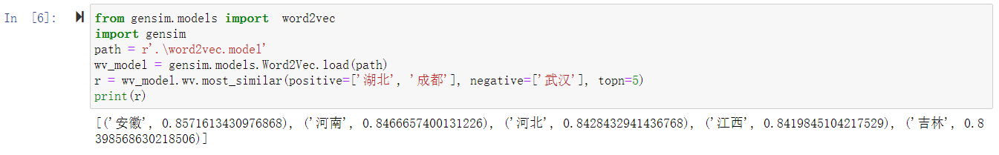 In [6]:
from gensim.models import  word2vec
import gensim
path = r'.\word2vec.model'
wv_model = gensim.models.Word2Vec.load(path)
r = wv_model.wv.most_similar(positive=['湖北', '成都'], negative=['武汉'], topn=5)
print(r)
[('安徽', 0.8571613430976868), ('河南', 0.8466657400131226), ('河北', 0.8428432941436768), ('江西', 0.8419845104217529), ('吉林', 0.8
398568630218506)]